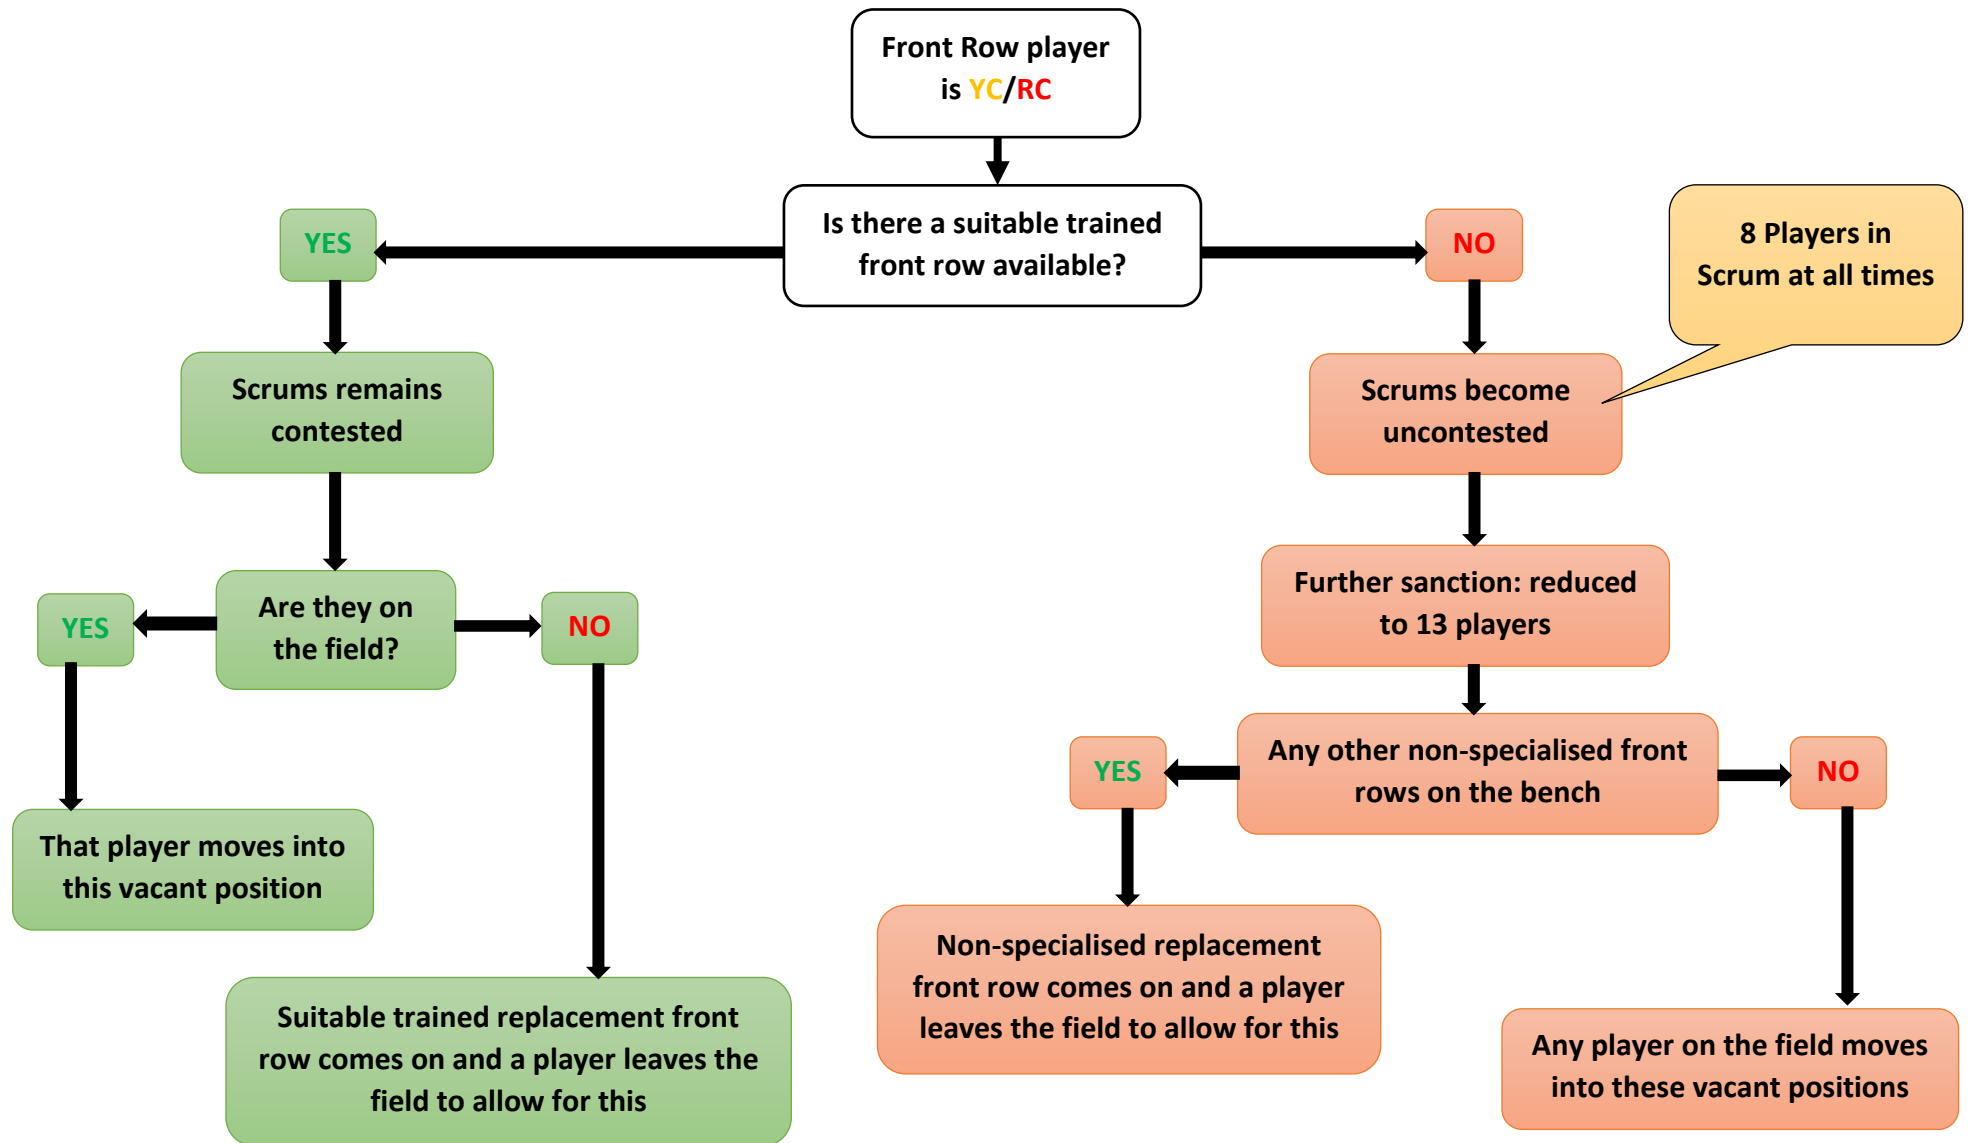 Front Row player
is YC/RC
Is there a suitable trained
front row available?
YES
NO
8 Players in
Scrum at all times
Scrums remains
contested
Scrums become
uncontested
Are they on
the field?
YES
NO
Further sanction: reduced
to 13 players
Any other non-specialised front
rows on the bench
YES
NO
That player moves into
this vacant position
Suitable trained replacement front
row comes on and a player leaves the
field to allow for this
Non-specialised replacement
front row comes on and a player
leaves the field to allow for this
Any player on the field moves
into these vacant positions